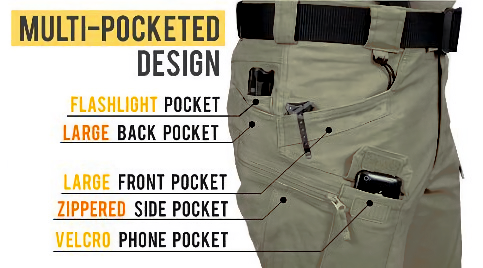 MULTI-POCKETED
DESIGN
FLASHLIGHT POCKET
LARGE BACK POCKET
LARGE FRONT POCKET
ZIPPERED SIDE POCKET
VELCRO PHONE POCKET